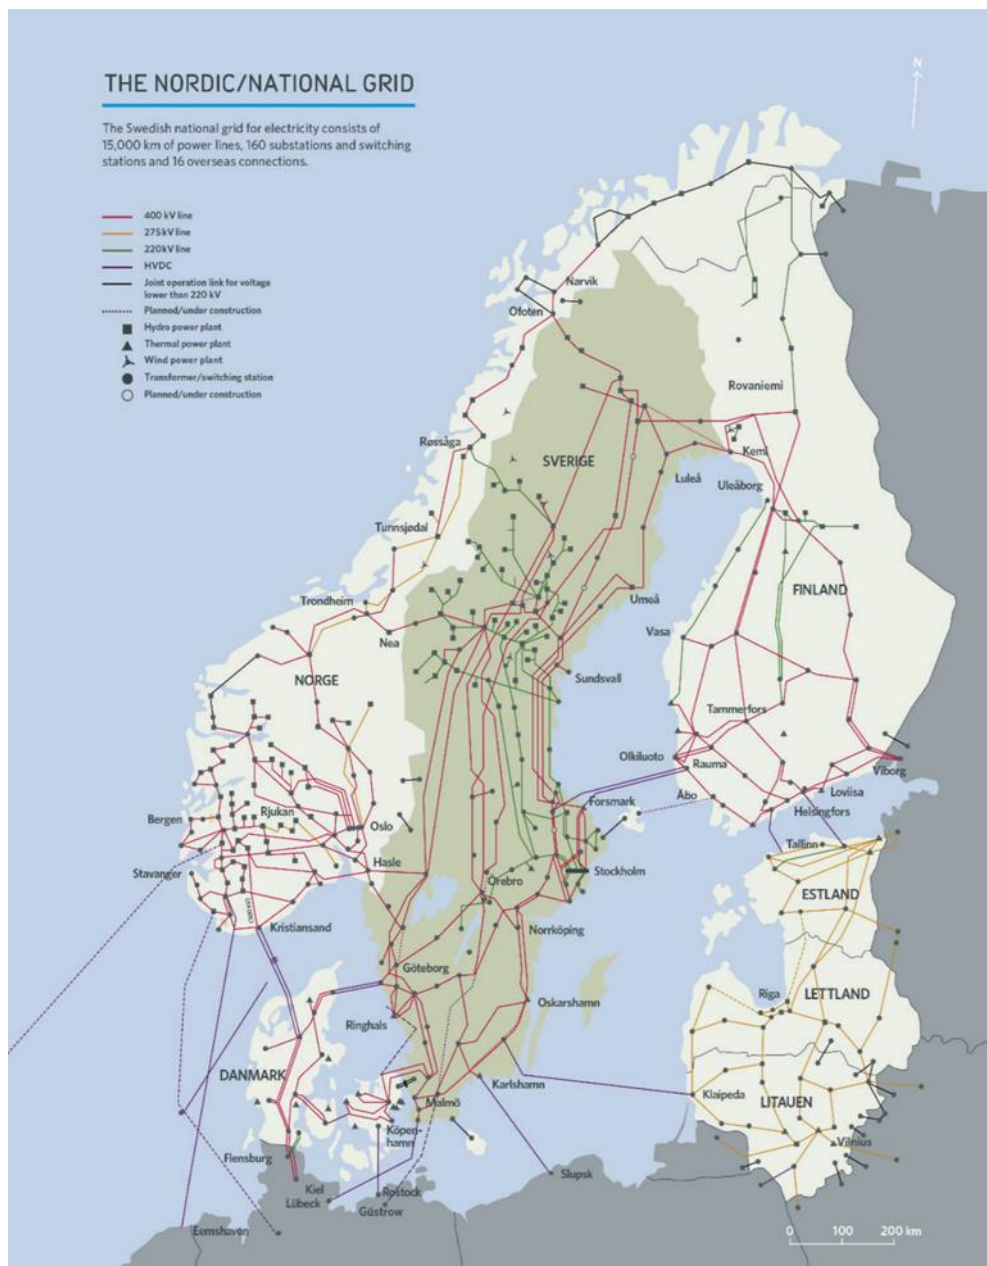 THE NORDIC/NATIONAL GRID
The Swedish national grid for electricity consists of
15,000 km of power lines, 160 substations and switching
stations and 16 overseas connections.
400 kV line
275 kV line
220 kV line
HVDC
Joint operation link for voltage
lower than 220 kV
Planned/under construction
Hydro power plant
Thermal power plant
Wind power plant
Transformer/switching station
Planned/under construction
N
Narvik
Ofoten
Rovaniemi
Røssåga
SVERIGE
Kemi
Luleå
Uleåborg
Tunnsjødal
FINLAND
Trondheim
Umeå
Vasa
Nea
Sundsvall
NORGE
Tammerfors
Olkiluoto
Rauma
Viborg
Åbo
Loviisa
Forsmark
Helsingfors
Rjukan
Bergen
Oslo
Tallinn
Hasle
Stavanger
Stockholm
Örebro
ESTLAND
Kristiansand
Norrköping
Göteborg
Riga
LETTLAND
Oskarshamn
Ringhals
DANMARK
Karlshamn
Klaipeda
LITAUEN
Malmö
Köpen-
hamn
Vilnius
Flensburg
Slupsk
Kiel
Lübeck
Rostock
Güstrow
Eemshaven
0 100 200 km